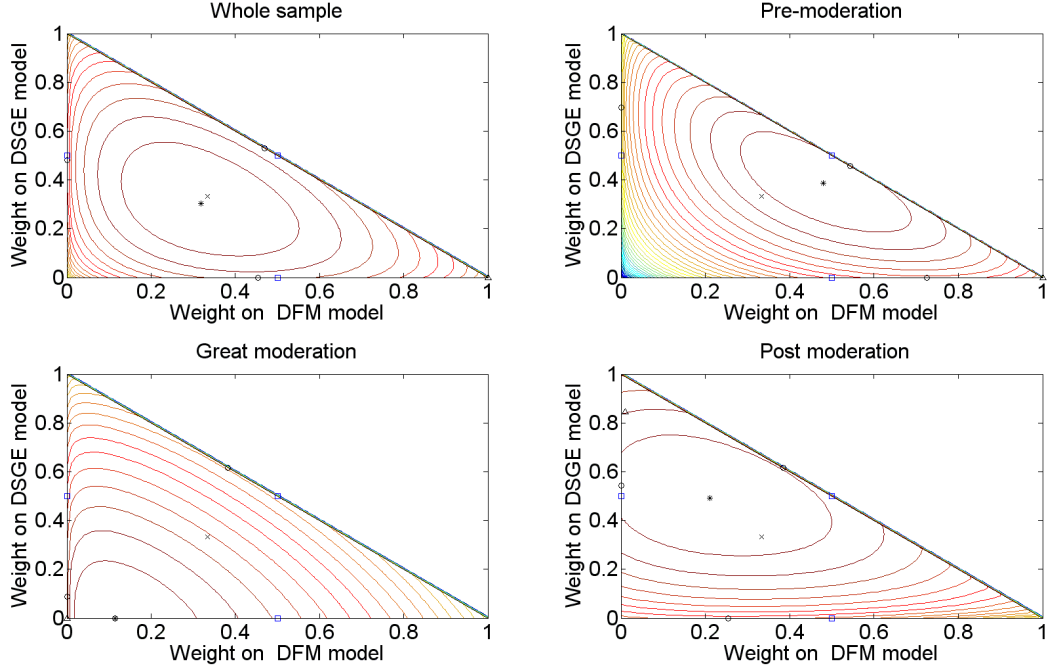 Whole sample
Pre-moderation
Weight on DSGE model
1
0.8
0.6
0.4
0.2
0
0 0.2 0.4 0.6 0.8 1
Weight on DFM model
Weight on DSGE model
1
0.8
0.6
0.4
0.2
0
0 0.2 0.4 0.6 0.8 1
Weight on DFM model
Great moderation
Post moderation
Weight on DSGE model
1
0.8
0.6
0.4
0.2
0
0 0.2 0.4 0.6 0.8 1
Weight on DFM model
Weight on DSGE model
1
0.8
0.6
0.4
0.2
0
0 0.2 0.4 0.6 0.8 1
Weight on DFM model